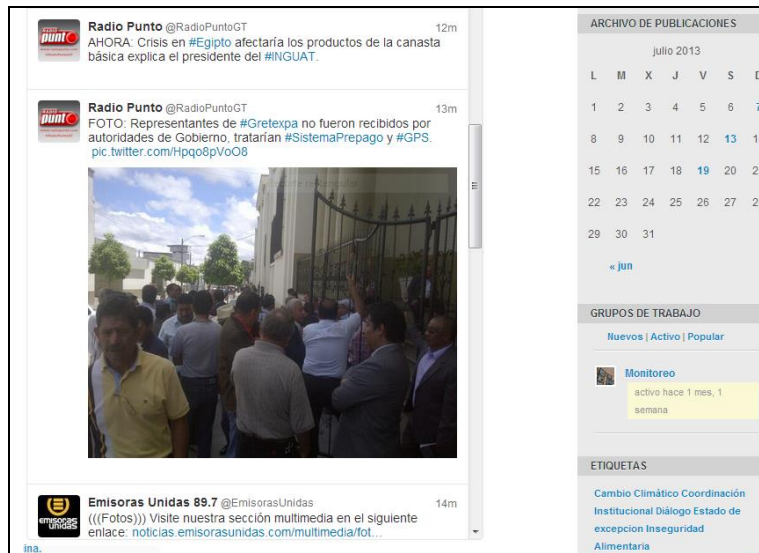 Radio Punto @RadioPuntoGT 12m
AHORA: Crisis en #Egipto afectaría los productos de la canasta
básica explica el presidente del #INGUAT.
Radio Punto @RadioPuntoGT 13m
FOTO: Representantes de #Gretexpa no fueron recibidos por
autoridades de Gobierno, tratarían #SistemaPrepago y #GPS.
pic.twitter.com/Hpqo8pVoO8
Emisoras Unidas 89.7 @EmisorasUnidas 14m
(((Fotos))) Visite nuestra sección multimedia en el siguiente
enlace: noticias.emisorasunidas.com/multimedia/fot...
ina.
ARCHIVO DE PUBLICACIONES
julio 2013
L M X J V S D
1 2 3 4 5 6 7
8 9 10 11 12 13
15 16 17 18 19 20
22 23 24 25 26 27
29 30 31
« jun
GRUPOS DE TRABAJO
Nuevos | Activo | Popular
Monitoreo
activo hace 1 mes, 1
semana
ETIQUETAS
Cambio Climático Coordinación
Institucional Diálogo Estado de
excepcion Inseguridad
Alimentaria